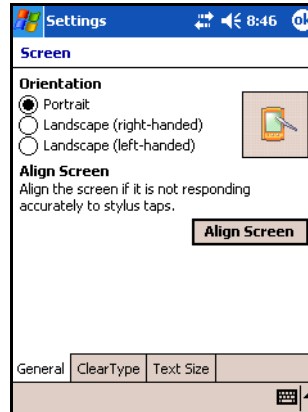 Settings 8:46 ok
Screen
Orientation
Portrait
Landscape (right-handed)
Landscape (left-handed)
Align Screen
Align the screen if it is not responding
accurately to stylus taps.
Align Screen
General ClearType Text Size